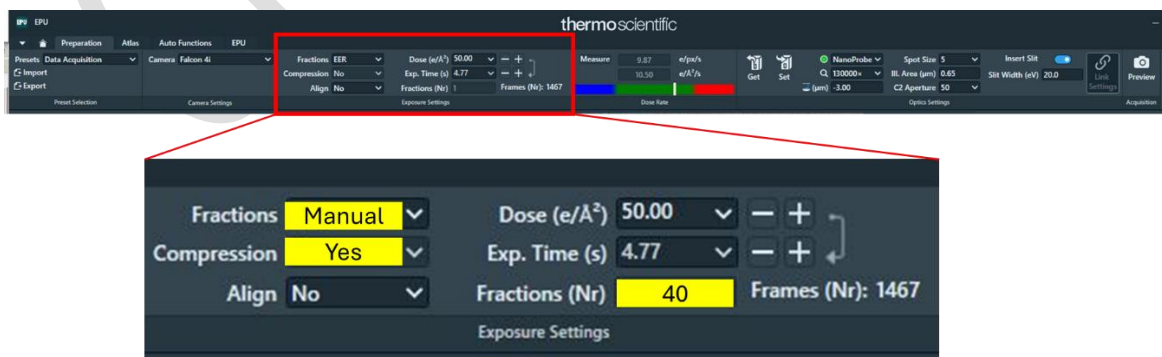 EPU EPU
thermo scientific
Preparation Atlas Auto Functions EPU
Presets Data Acquisition Camera Falcon 4i Fractions EER Dose (e/Å²) 50.00 Measure 9.87 e/px/s NanoProbe Spot Size 5 Insert Slit
Import Compression No Exp. Time (s) 4.77 10.50 e/Å²/s Get Set 130000× Ill. Area (μm) 0.65 Slit Width (eV) 20.0 Link Settings Preview
Export Align No Fractions (Nr) 1 Frames (Nr): 1467 (μm) -3.00 C2 Aperture 50
Preset Selection Camera Settings Exposure Settings Dose Rate Optics Settings Acquisition
Fractions Manual Dose (e/Å²) 50.00
Compression Yes Exp. Time (s) 4.77
Align No Fractions (Nr) 40 Frames (Nr): 1467
Exposure Settings